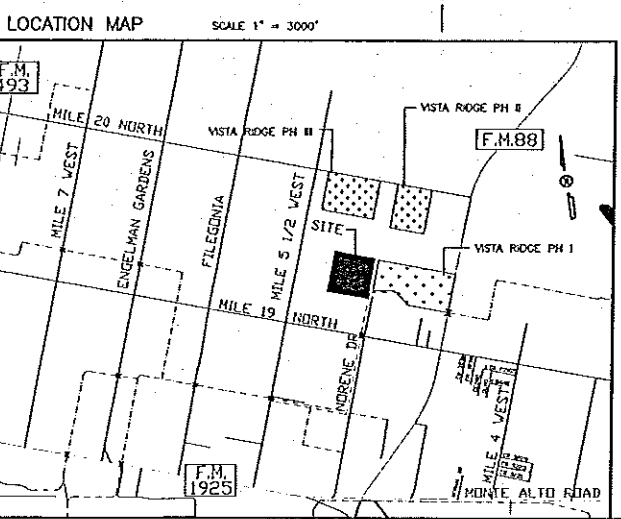 LOCATION MAP
SCALE 1" = 3000'
F.M.
493
MILE 20 NORTH
VISTA RIDGE PH III
VISTA RIDGE PH II
F.M.88
MILE 7 WEST
ENGELMAN GARDENS
FILEGONIA
MILE 5 1/2 WEST
SITE
VISTA RIDGE PH I
MILE 19 NORTH
NORENE DR
MILE 4 WEST
F.M.
1925
MONTE ALTO ROAD